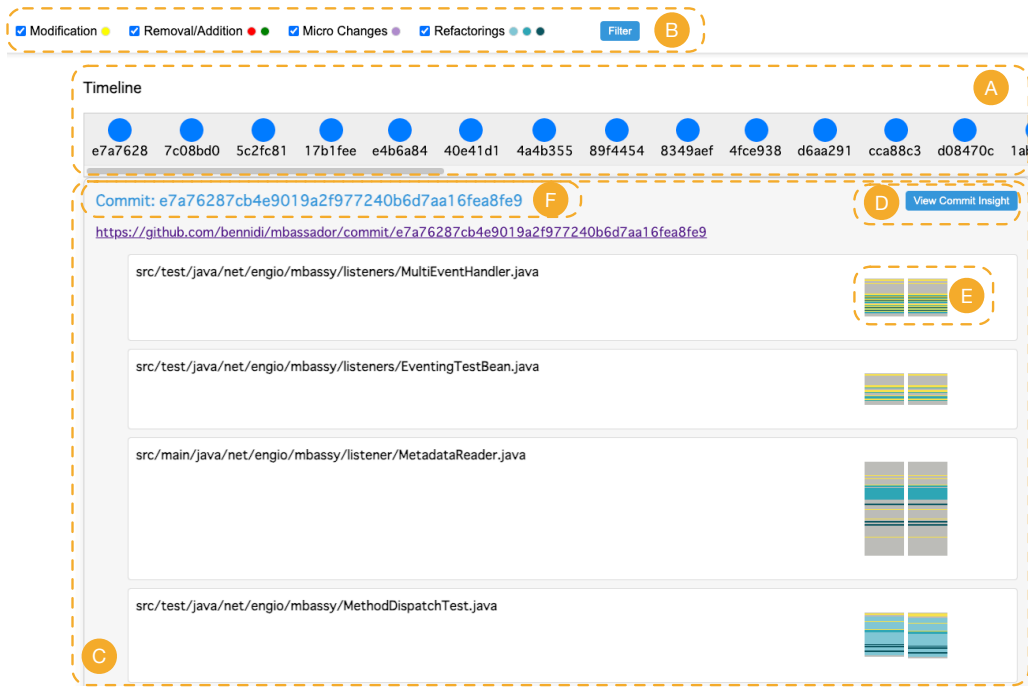 Modification Removal/Addition Micro Changes Refactorings Filter B
Timeline A
e7a7628 7c08bd0 5c2fc81 17b1fee e4b6a84 40e41d1 4a4b355 89f4454 8349aef 4fce938 d6aa291 cca88c3 d08470c 1ab
Commit: e7a76287cb4e9019a2f977240b6d7aa16fea8fe9 F D View Commit Insight
https://github.com/bennidi/mbassador/commit/e7a76287cb4e9019a2f977240b6d7aa16fea8fe9
src/test/java/net/engio/mbassy/listeners/MultiEventHandler.java
E
src/test/java/net/engio/mbassy/listeners/EventingTestBean.java
src/main/java/net/engio/mbassy/listener/MetadataReader.java
src/test/java/net/engio/mbassy/MethodDispatchTest.java
C